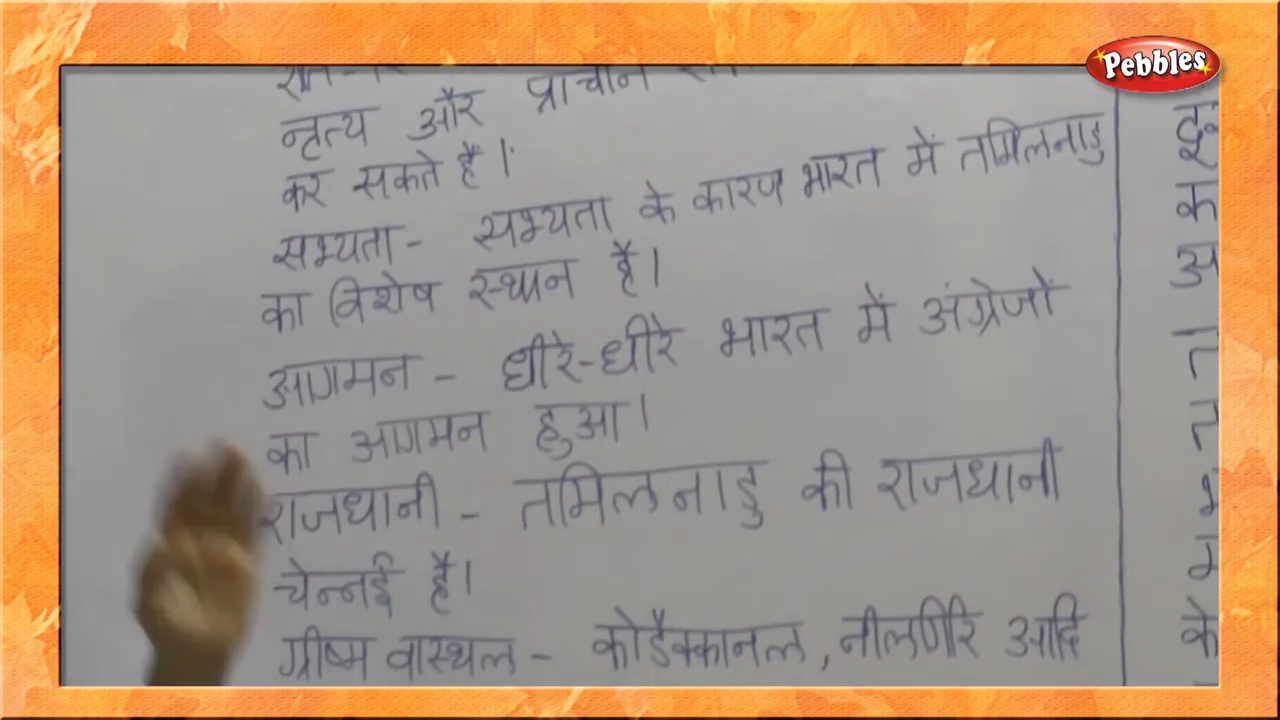 Pebbles
नृत्य और प्राचीन
कर सकते हैं।
सभ्यता - सभ्यता के कारण भारत में तमिलनाडु
का विशेष स्थान है।
आगमन - धीरे-धीरे भारत में अंग्रेजों
का आगमन हुआ।
राजधानी - तमिलनाडु की राजधानी
चेन्नई है।
ग्रीष्म वास्थल - कोडैक्कानल, नीलगिरि आदि